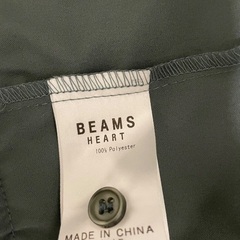 BEAMS
HEART
100% Polyester
MADE IN CHINA